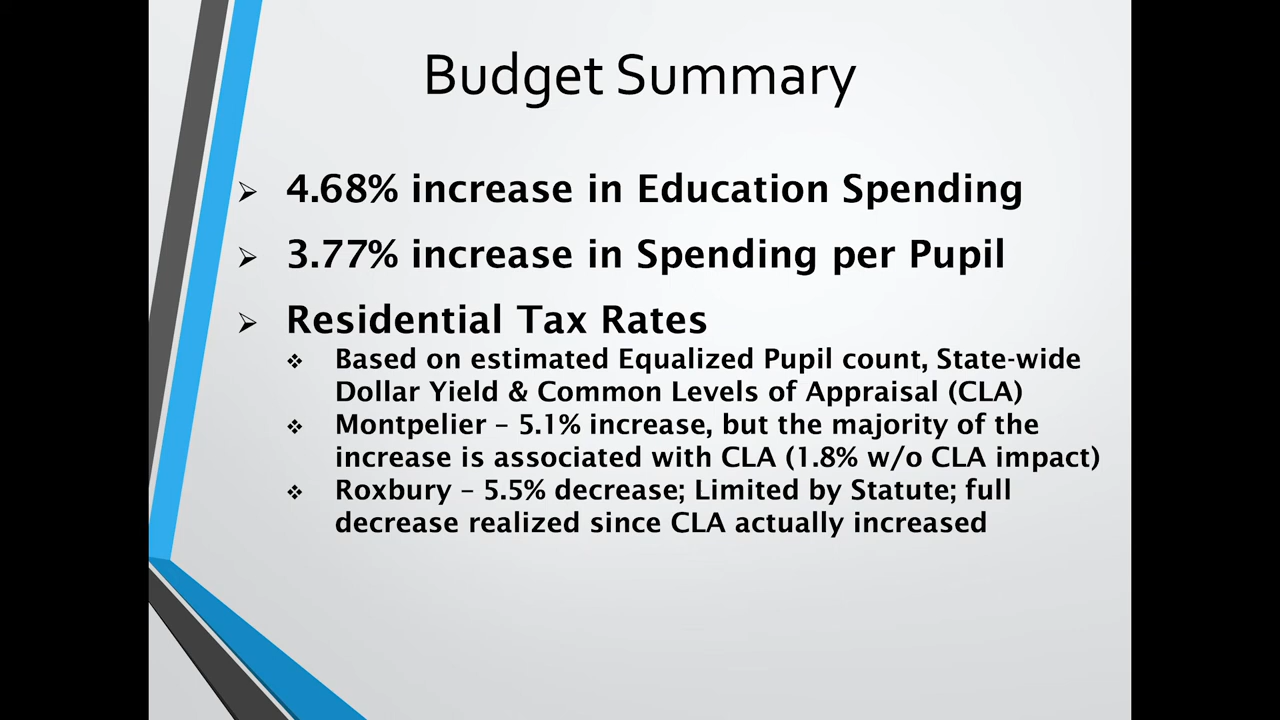 Budget Summary
4.68% increase in Education Spending
3.77% increase in Spending per Pupil
Residential Tax Rates
Based on estimated Equalized Pupil count, State-wide
Dollar Yield & Common Levels of Appraisal (CLA)
Montpelier – 5.1% increase, but the majority of the
increase is associated with CLA (1.8% w/o CLA impact)
Roxbury – 5.5% decrease; Limited by Statute; full
decrease realized since CLA actually increased